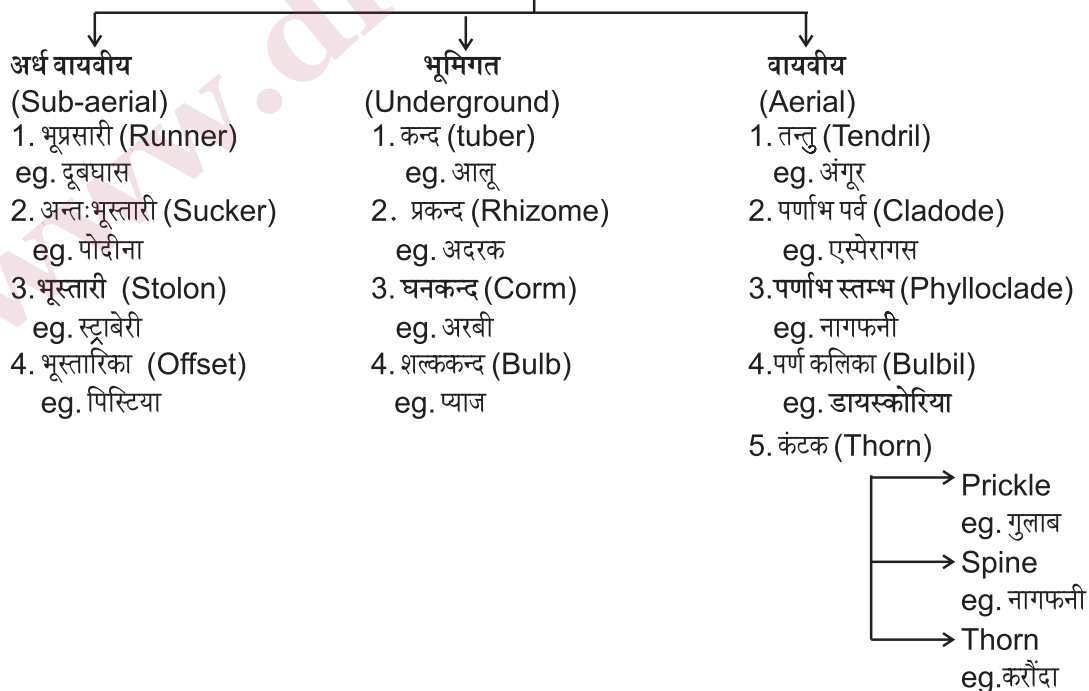 अर्ध वायवीय
(Sub-aerial)
1. भूप्रसारी (Runner)
eg. दूबघास
2. अन्तःभूस्तारी (Sucker)
eg. पोदीना
3. भूस्तारी (Stolon)
eg. स्ट्राबेरी
4. भूस्तारिका (Offset)
eg. पिस्टिया
भूमिगत
(Underground)
1. कन्द (tuber)
eg. आलू
2. प्रकन्द (Rhizome)
eg. अदरक
3. घनकन्द (Corm)
eg. अरबी
4. शल्ककन्द (Bulb)
eg. प्याज
वायवीय
(Aerial)
1. तन्तु (Tendril)
eg. अंगूर
2. पर्णाभ पर्व (Cladode)
eg. एस्पेरागस
3.पर्णाभ स्तम्भ (Phylloclade)
eg. नागफनी
4.पर्ण कलिका (Bulbil)
eg. डायस्कोरिया
5. कंटक (Thorn)
Prickle
eg. गुलाब
Spine
eg. नागफनी
Thorn
eg.करौंदा